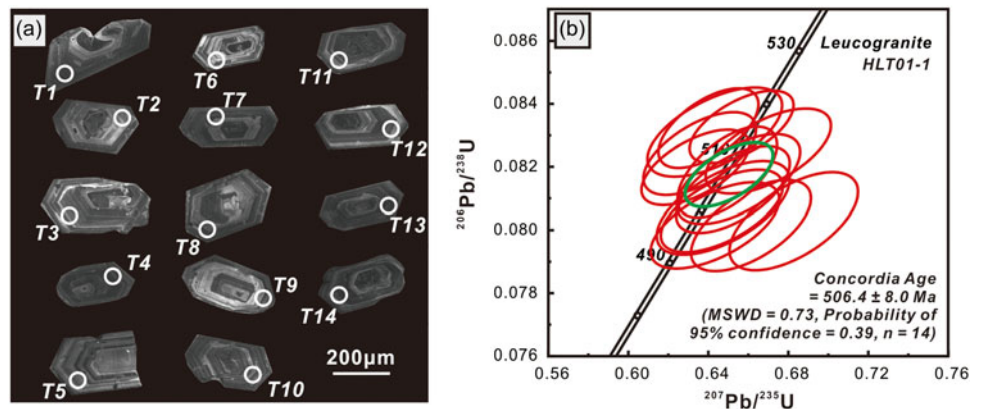 (a)
T1
T6
T11
T2
T7
T12
T3
T8
T13
T4
T9
T14
T5
T10
200μm
(b)
530
Leucogranite
HLT01-1
510
490
Concordia Age
= 506.4 ± 8.0 Ma
(MSWD = 0.73, Probability of
95% confidence = 0.39, n = 14)
0.086
0.084
0.082
0.080
0.078
0.076
206Pb/238U
0.56
0.60
0.64
0.68
0.72
0.76
207Pb/235U